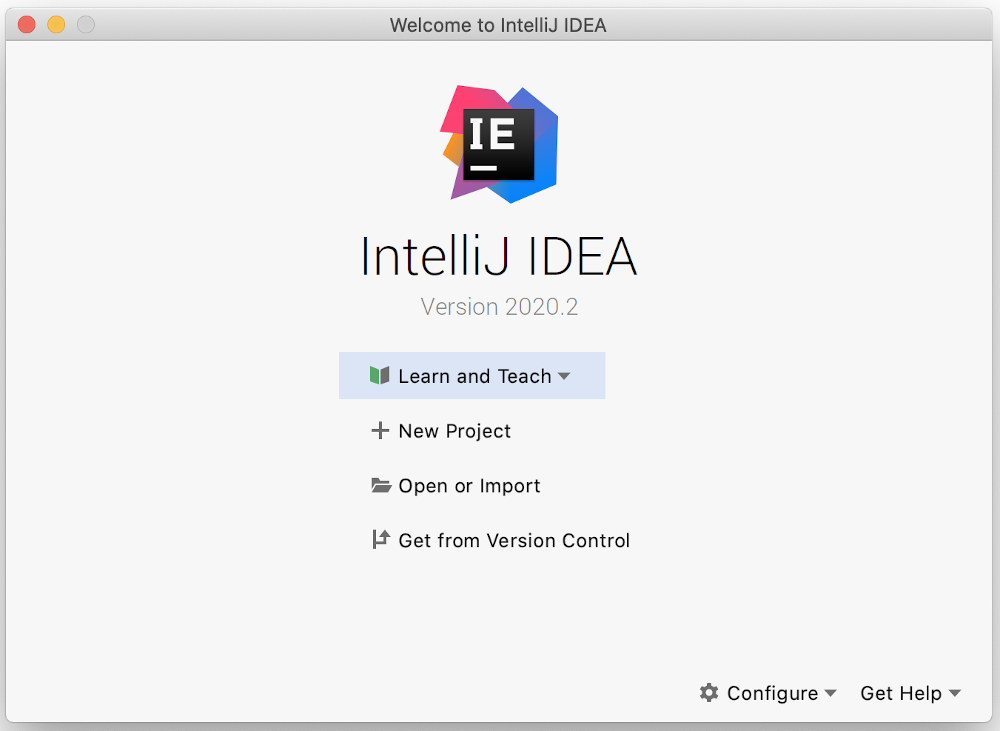 Welcome to IntelliJ IDEA
IE
IntelliJ IDEA
Version 2020.2
Learn and Teach
New Project
Open or Import
Get from Version Control
Configure
Get Help